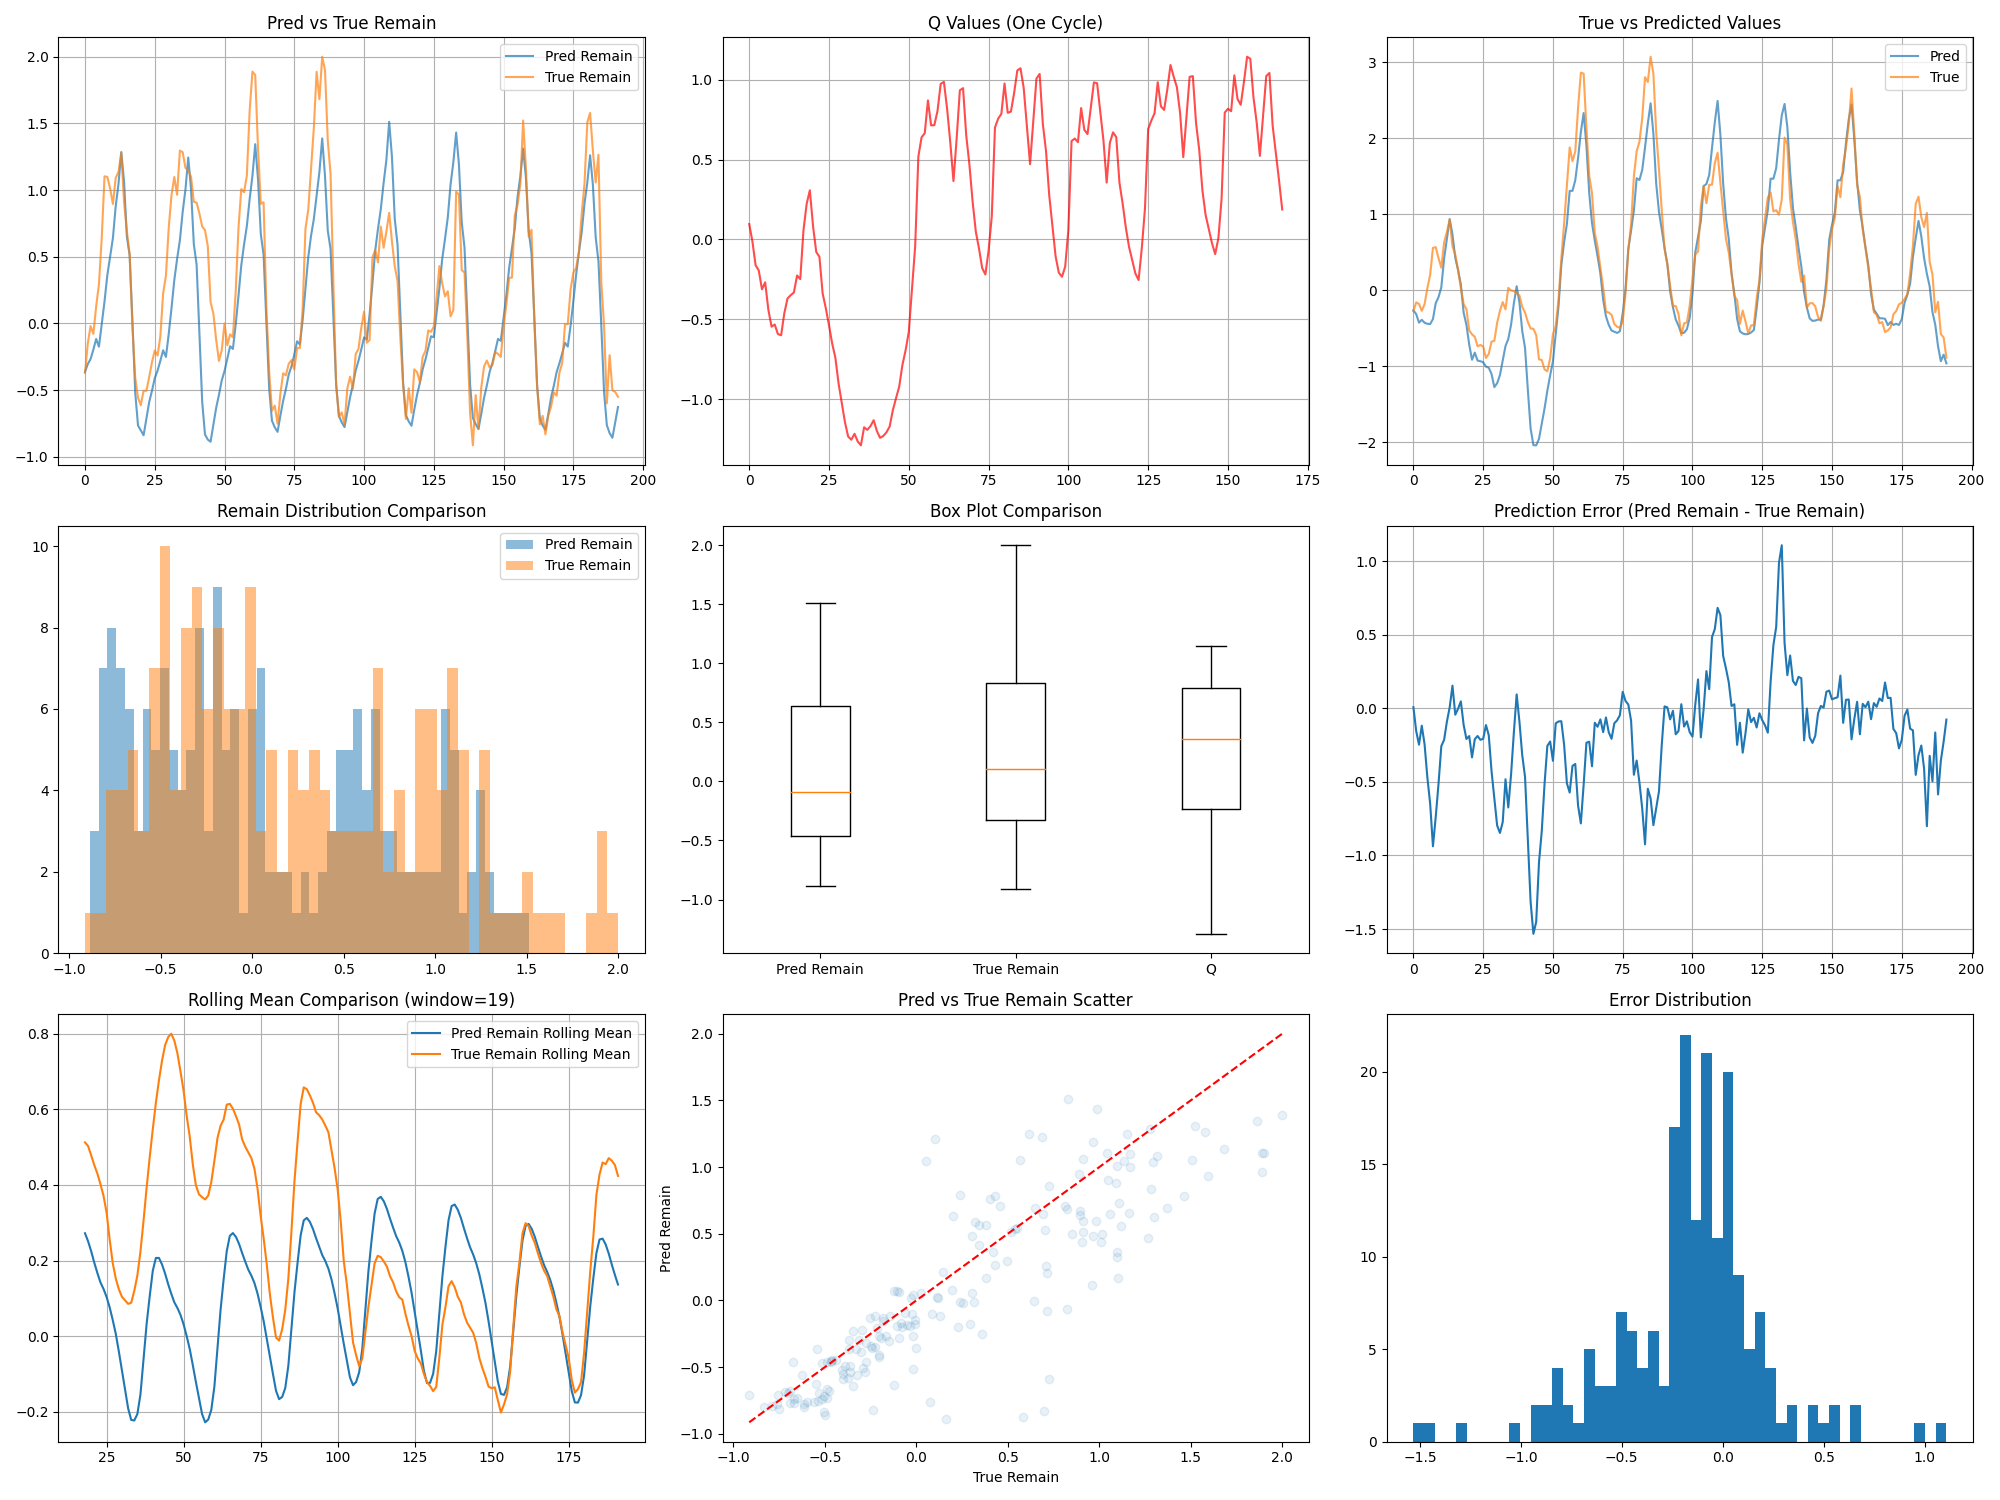 Pred vs True Remain
Pred Remain
True Remain
2.0
1.5
1.0
0.5
0.0
−0.5
−1.0
0 25 50 75 100 125 150 175 200
Q Values (One Cycle)
1.0
0.5
0.0
−0.5
−1.0
0 25 50 75 100 125 150 175
True vs Predicted Values
Pred
True
3
2
1
0
−1
−2
0 25 50 75 100 125 150 175 200
Remain Distribution Comparison
Pred Remain
True Remain
10
8
6
4
2
0
−1.0 −0.5 0.0 0.5 1.0 1.5 2.0
Box Plot Comparison
2.0
1.5
1.0
0.5
0.0
−0.5
−1.0
Pred Remain True Remain Q
Prediction Error (Pred Remain - True Remain)
1.0
0.5
0.0
−0.5
−1.0
−1.5
0 25 50 75 100 125 150 175 200
Rolling Mean Comparison (window=19)
Pred Remain Rolling Mean
True Remain Rolling Mean
0.8
0.6
0.4
0.2
0.0
−0.2
25 50 75 100 125 150 175
Pred vs True Remain Scatter
Pred Remain
2.0
1.5
1.0
0.5
0.0
−0.5
−1.0
−1.0 −0.5 0.0 0.5 1.0 1.5 2.0
True Remain
Error Distribution
20
15
10
5
0
−1.5 −1.0 −0.5 0.0 0.5 1.0